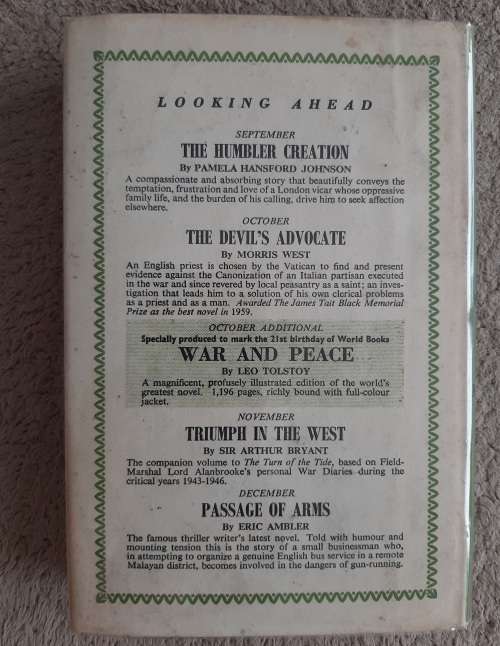 LOOKING AHEAD
SEPTEMBER
THE HUMBLER CREATION
By PAMELA HANSFORD JOHNSON
A compassionate and absorbing story that beautifully conveys the
temptation, frustration and love of a London vicar whose oppressive
family life, and the burden of his calling, drive him to seek affection
elsewhere.
OCTOBER
THE DEVIL'S ADVOCATE
By MORRIS WEST
An English priest is chosen by the Vatican to find and present
evidence against the Canonization of an Italian partisan executed
in the war and since revered by local peasantry as a saint; an inves-
tigation that leads him to a solution of his own clerical problems
as a priest and as a man. Awarded The James Tait Black Memorial
Prize as the best novel in 1959.
OCTOBER ADDITIONAL
Specially produced to mark the 21st birthday of World Books
WAR AND PEACE
By LEO TOLSTOY
A magnificent, profusely illustrated edition of the world's
greatest novel. 1,196 pages, richly bound with full-colour
jacket.
NOVEMBER
TRIUMPH IN THE WEST
By SIR ARTHUR BRYANT
The companion volume to The Turn of the Tide, based on Field-
Marshal Lord Alanbrooke's personal War Diaries during the
critical years 1943-1946.
DECEMBER
PASSAGE OF ARMS
By ERIC AMBLER
The famous thriller writer's latest novel. Told with humour and
mounting tension this is the story of a small businessman who,
in attempting to organize a genuine English bus service in a remote
Malayan district, becomes involved in the dangers of gun-running.